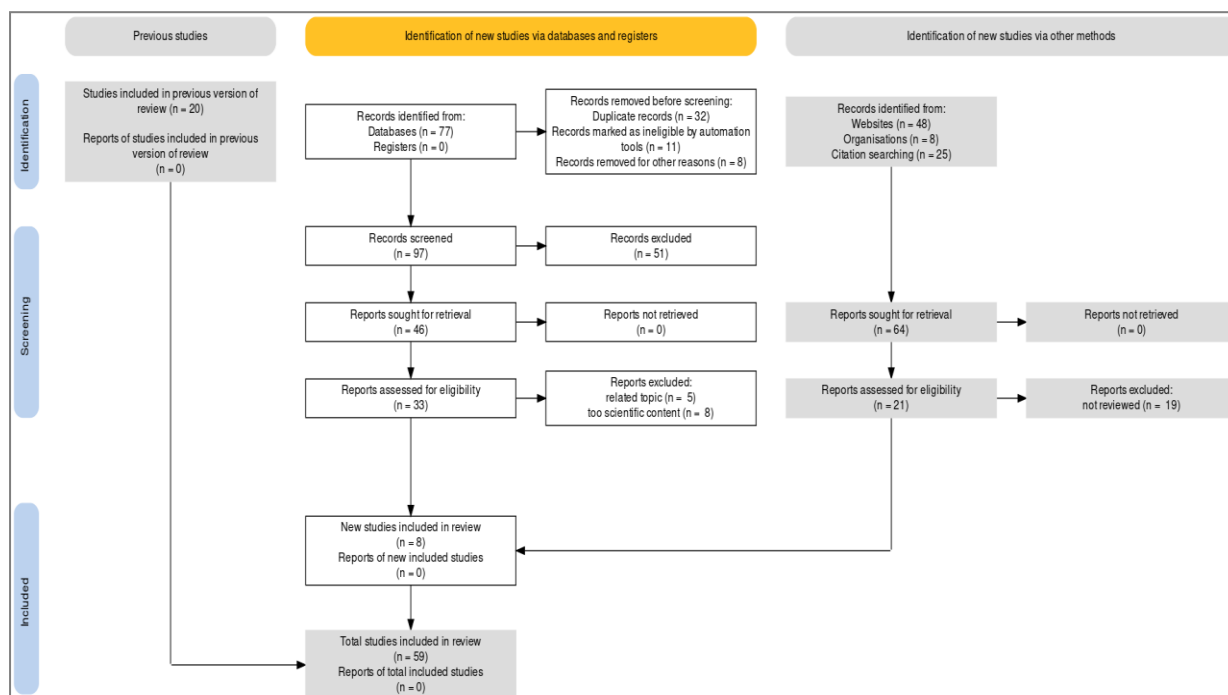 Previous studies
Identification of new studies via databases and registers
Identification of new studies via other methods
Identification
Studies included in previous version of
review (n = 20)
Reports of studies included in previous
version of review
(n = 0)
Records identified from:
Databases (n = 77)
Registers (n = 0)
Records removed before screening:
Duplicate records (n = 32)
Records marked as ineligible by automation
tools (n = 11)
Records removed for other reasons (n = 8)
Records identified from:
Websites (n = 48)
Organisations (n = 8)
Citation searching (n = 25)
Screening
Records screened
(n = 97)
Records excluded
(n = 51)
Reports sought for retrieval
(n = 46)
Reports not retrieved
(n = 0)
Reports sought for retrieval
(n = 64)
Reports not retrieved
(n = 0)
Reports assessed for eligibility
(n = 33)
Reports excluded:
related topic (n = 5)
too scientific content (n = 8)
Reports assessed for eligibility
(n = 21)
Reports excluded:
not reviewed (n = 19)
Included
New studies included in review
(n = 8)
Reports of new included studies
(n = 0)
Total studies included in review
(n = 59)
Reports of total included studies
(n = 0)